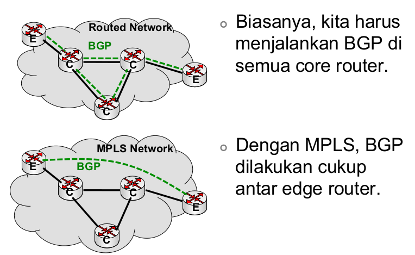 Routed Network
E
BGP
C
C
E
C
Biasanya, kita harus
menjalankan BGP di
semua core router.
MPLS Network
E
BGP
C
C
E
C
Dengan MPLS, BGP
dilakukan cukup
antar edge router.